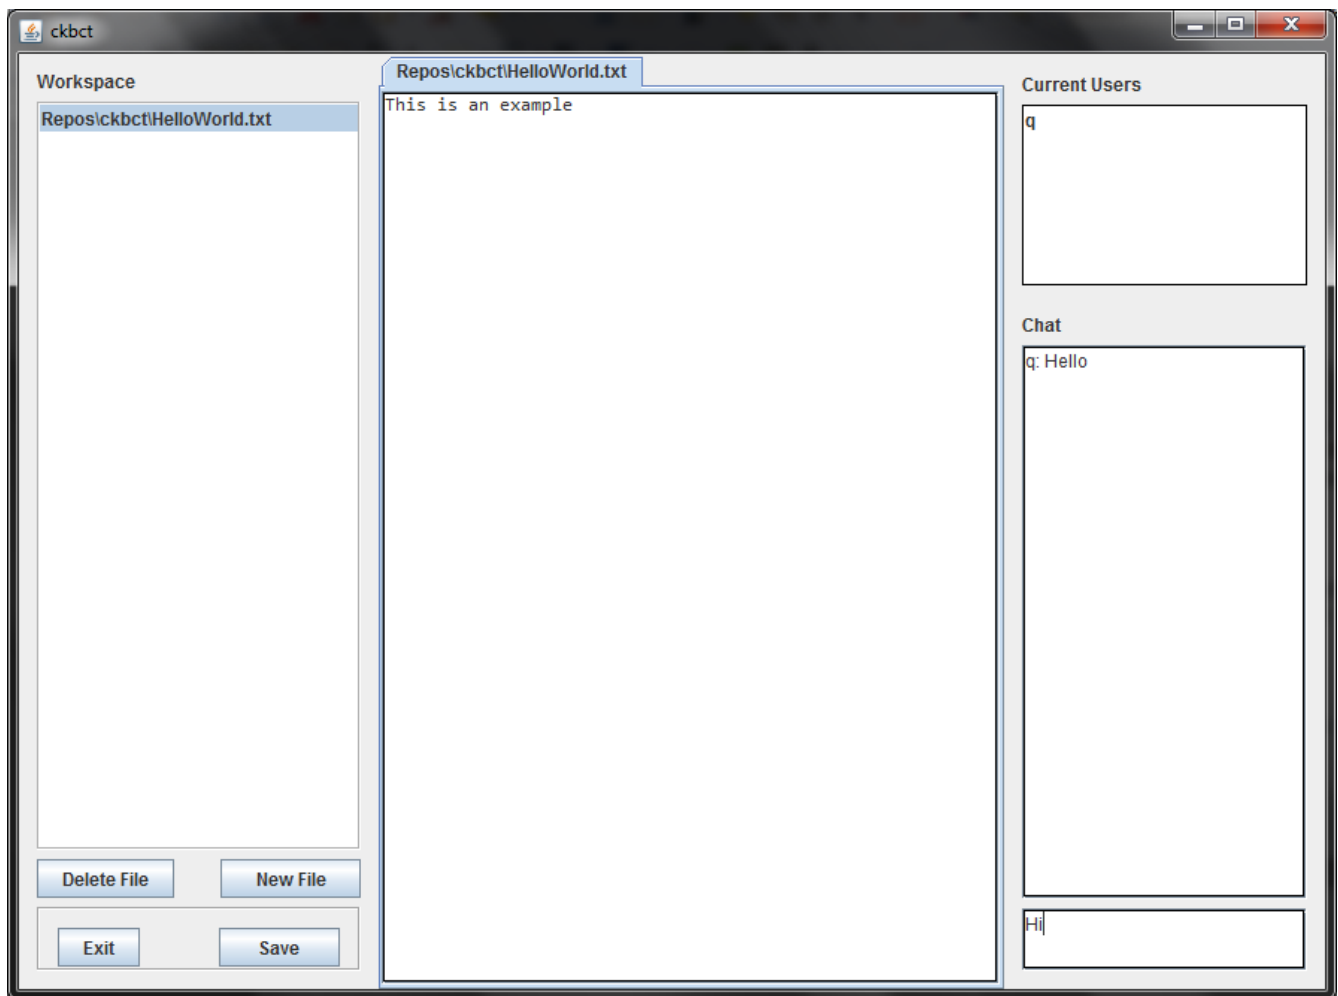 ckbct
Workspace
Repos\ckbct\HelloWorld.txt
Delete File
New File
Exit
Save
Repos\ckbct\HelloWorld.txt
This is an example
Current Users
q
Chat
q: Hello
Hi